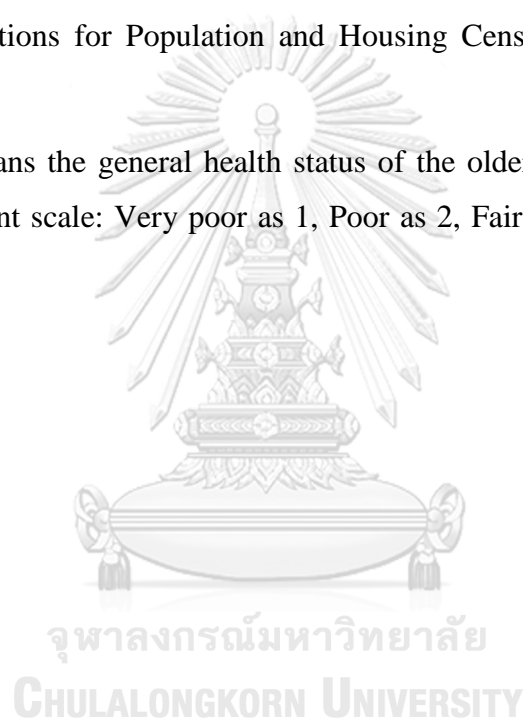 tions for Population and Housing Cens
ans the general health status of the older
nt scale: Very poor as 1, Poor as 2, Fair
จุฬาลงกรณ์มหาวิทยาลัย
CHULALONGKORN UNIVERSITY